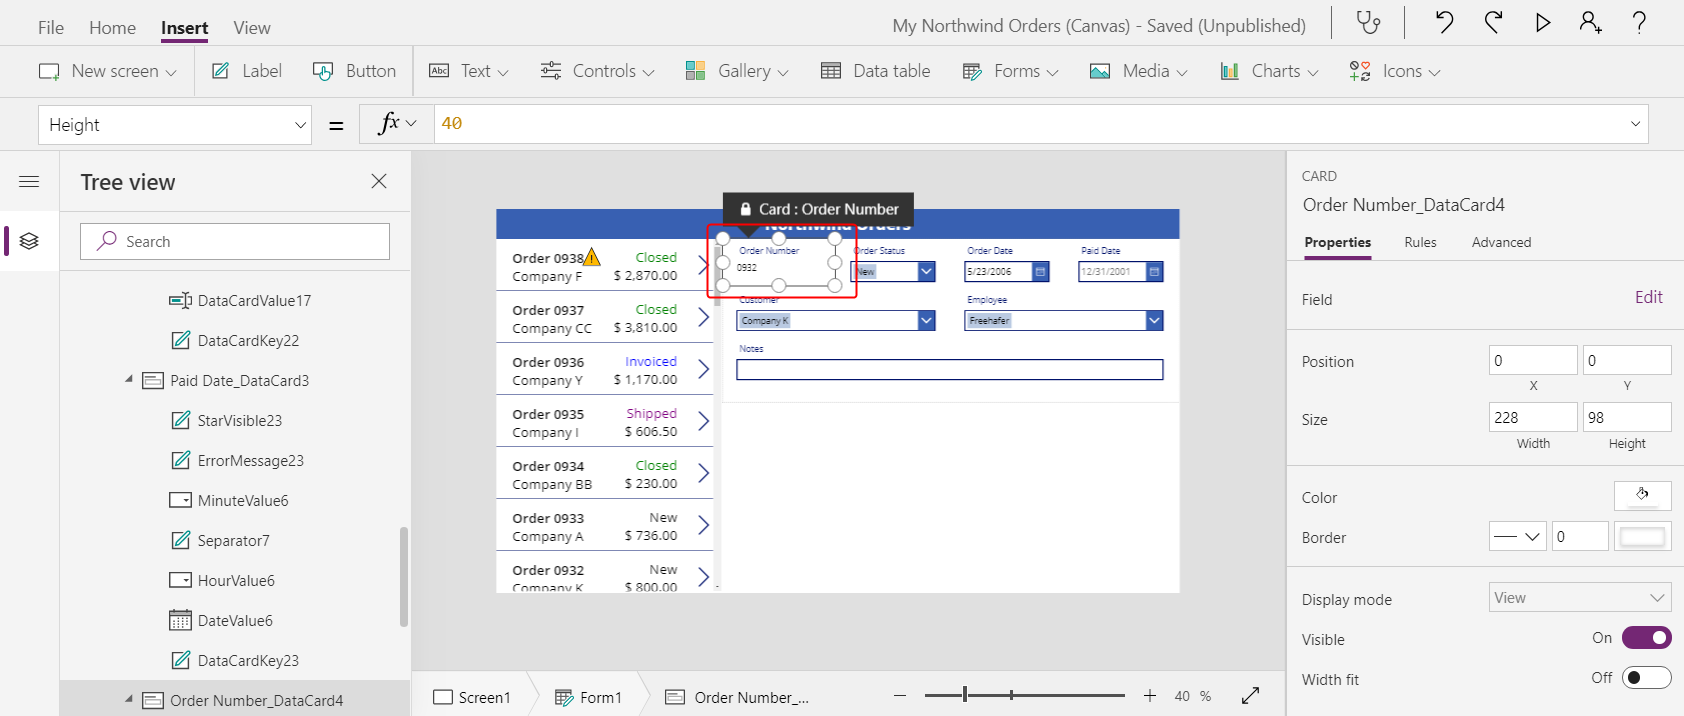 File Home Insert View
My Northwind Orders (Canvas) - Saved (Unpublished)
New screen Label Button Text Controls Gallery Data table Forms Media Charts Icons
Abc
Height = fx 40
Tree view
Search
DataCardValue17
DataCardKey22
Paid Date_DataCard3
StarVisible23
ErrorMessage23
MinuteValue6
Separator7
HourValue6
DateValue6
DataCardKey23
Order Number_DataCard4
Card : Order Number
Northwind Orders
Order 0938 Closed
Company F $ 2,870.00
Order 0937 Closed
Company CC $ 3,810.00
Order 0936 Invoiced
Company Y $ 1,170.00
Order 0935 Shipped
Company I $ 606.50
Order 0934 Closed
Company BB $ 230.00
Order 0933 New
Company A $ 736.00
Order 0932 New
Company K $ 800.00
Order Number Order Status Order Date Paid Date
0932 New 5/23/2006 12/31/2001
Customer Employee
Company K Freehafer
Notes
Screen1 Form1 Order Number_...
40 %
CARD
Order Number_DataCard4
Properties Rules Advanced
Field Edit
Position 0 0
X Y
Size 228 98
Width Height
Color
Border 0
Display mode View
Visible On
Width fit Off